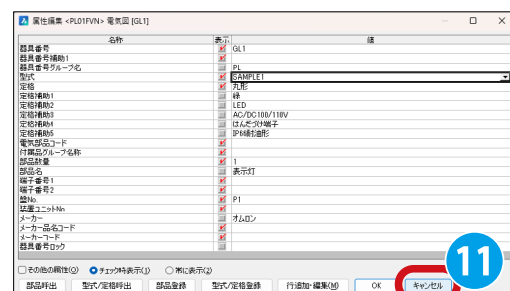 属性編集 <PL01FVN> 電気図 [GL1]
名称 表示 値
器具番号 GL1
器具番号補助1
器具番号グループ名 PL
型式 SAMPLE1
定格 丸形
定格補助1 緑
定格補助2 LED
定格補助3 AC/DC100/110V
定格補助4 はんだづけ端子
定格補助5 IP66耐油形
電気部品コード
付属品グループ名称
部品数量 1
部品名 表示灯
端子番号1
端子番号2
盤No. P1
装置ユニットNo
メーカー オムロン
メーカー品名コード
メーカーコード
器具番号ロック
その他の属性(O) チェック時表示(1) 常に表示(2)
部品呼出 型式/定格呼出 部品登録 型式/定格登録 行追加・編集(M) OK キャンセル
11